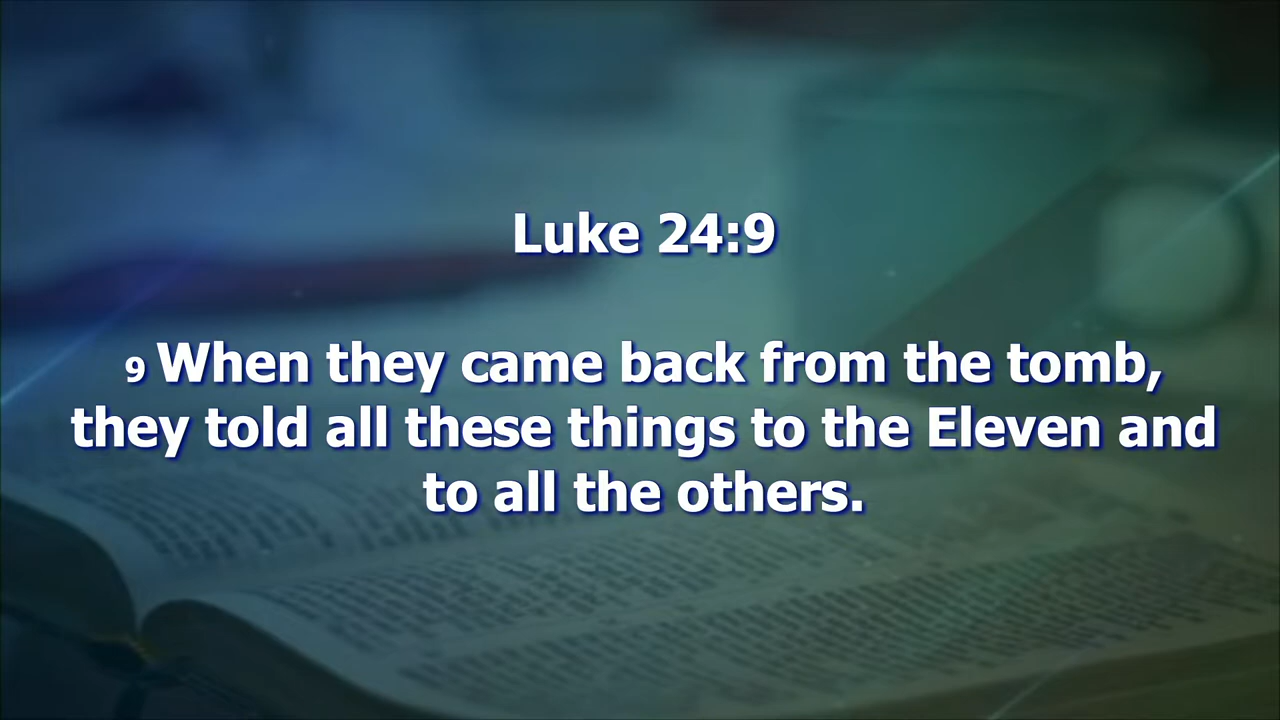 Luke 24:9
9 When they came back from the tomb,
they told all these things to the Eleven and
to all the others.